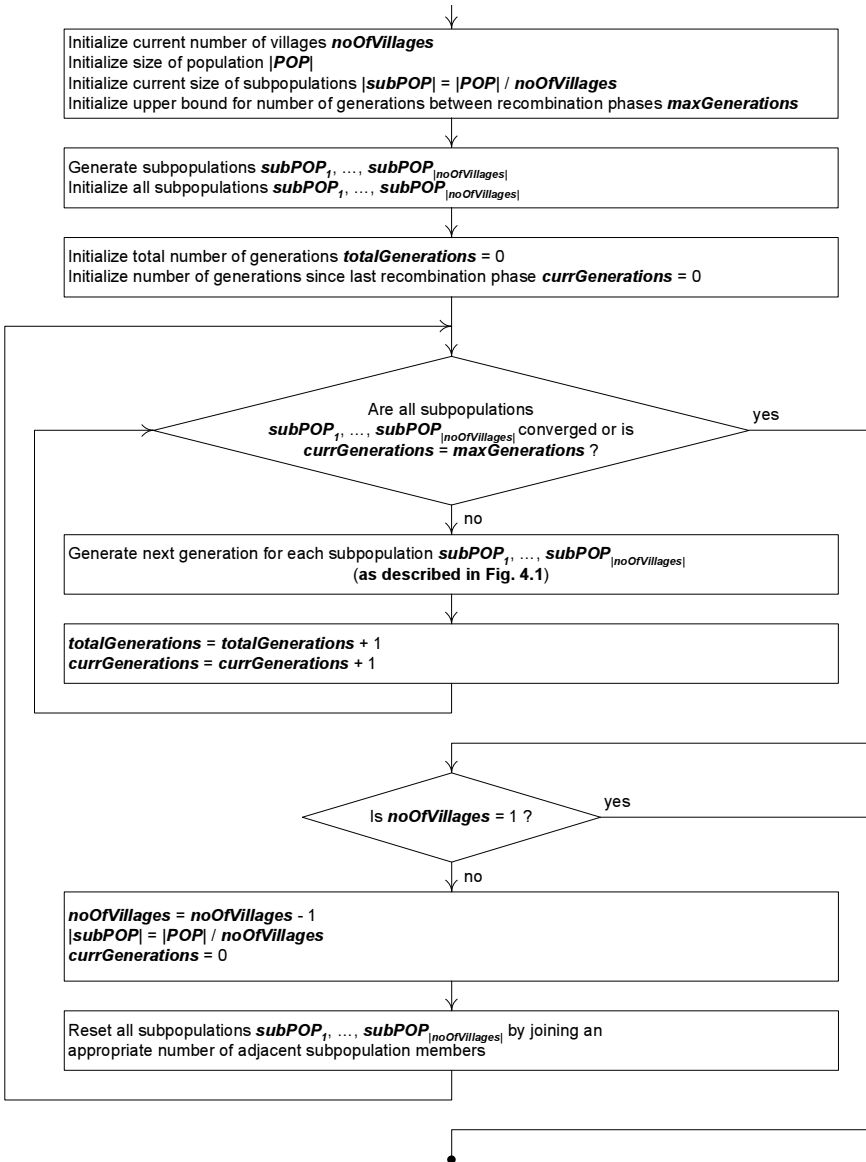 Initialize current number of villages noOfVillages
Initialize size of population |POP|
Initialize current size of subpopulations |subPOP| = |POP| / noOfVillages
Initialize upper bound for number of generations between recombination phases maxGenerations
Generate subpopulations subPOP1, ..., subPOP|noOfVillages|
Initialize all subpopulations subPOP1, ..., subPOP|noOfVillages|
Initialize total number of generations totalGenerations = 0
Initialize number of generations since last recombination phase currGenerations = 0
Are all subpopulations
subPOP1, ..., subPOP|noOfVillages| converged or is
currGenerations = maxGenerations ?
yes
no
Generate next generation for each subpopulation subPOP1, ..., subPOP|noOfVillages|
(as described in Fig. 4.1)
totalGenerations = totalGenerations + 1
currGenerations = currGenerations + 1
Is noOfVillages = 1 ?
yes
no
noOfVillages = noOfVillages - 1
|subPOP| = |POP| / noOfVillages
currGenerations = 0
Reset all subpopulations subPOP1, ..., subPOP|noOfVillages| by joining an
appropriate number of adjacent subpopulation members